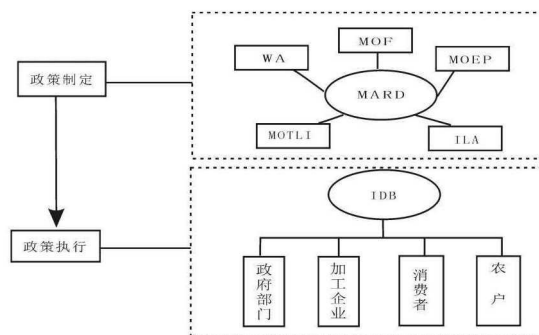 MOF
WA
MOEP
政策制定
MARD
MOTLI
ILA
IDB
政策执行
政府部门
加工企业
消费者
农户